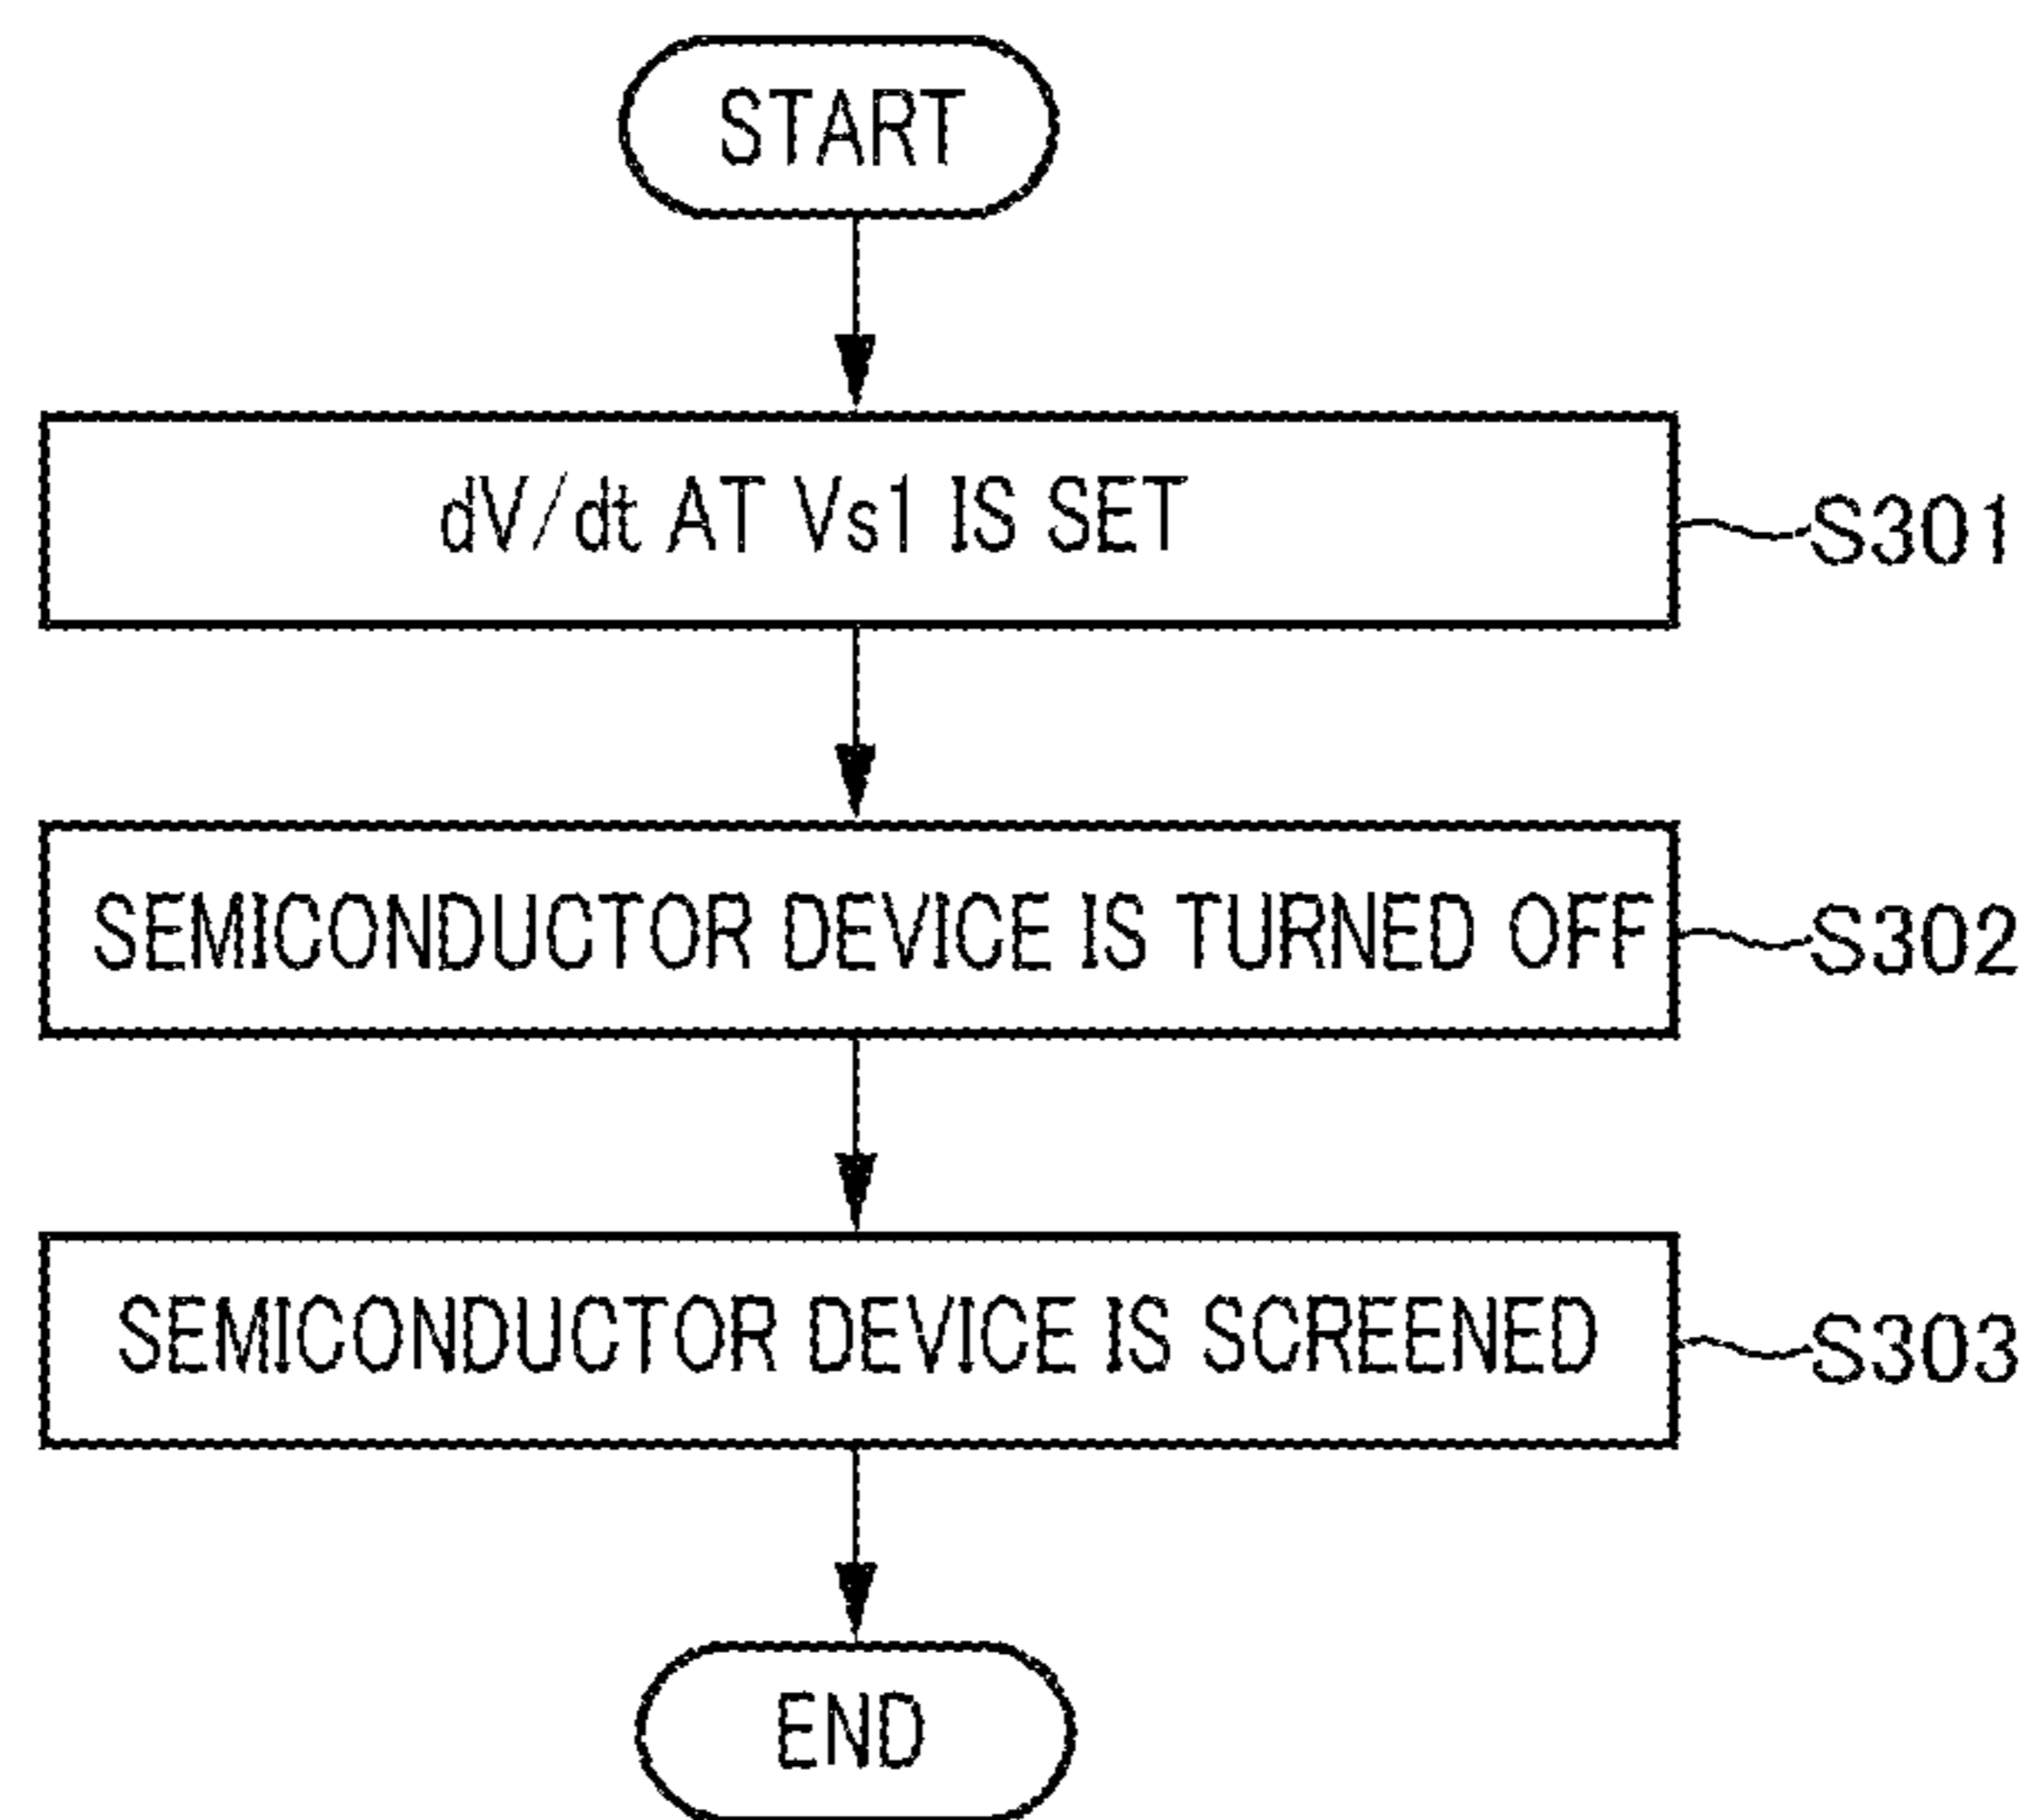 START
dV/dt AT Vs1 IS SET
S301
SEMICONDUCTOR DEVICE IS TURNED OFF
S302
SEMICONDUCTOR DEVICE IS SCREENED
S303
END